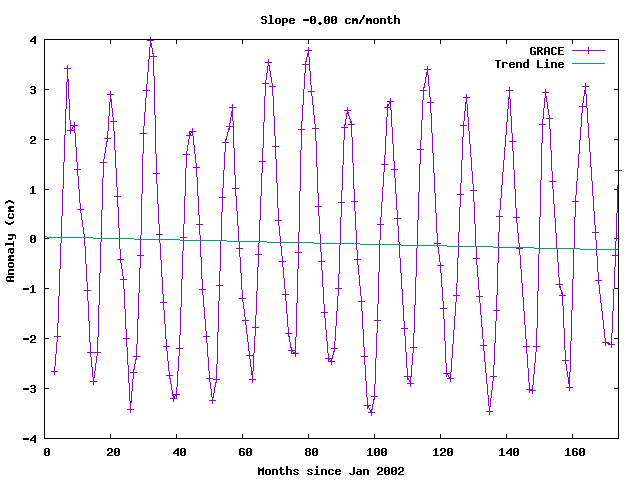 Slope -0.00 cm/month
GRACE
Trend Line
4
3
2
1
0
-1
-2
-3
-4
Anomaly (cm)
0 20 40 60 80 100 120 140 160
Months since Jan 2002